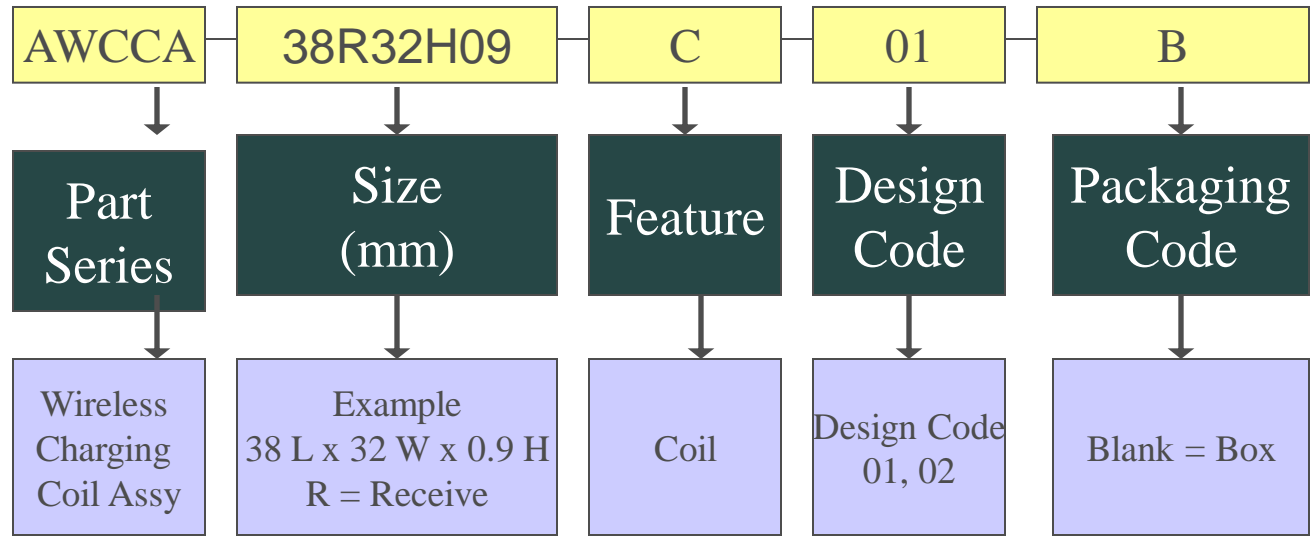 AWCCA
38R32H09
C
01
B
Part
Series
Size
(mm)
Feature
Design
Code
Packaging
Code
Wireless
Charging
Coil Assy
Example
38 L x 32 W x 0.9 H
R = Receive
Coil
Design Code
01, 02
Blank = Box